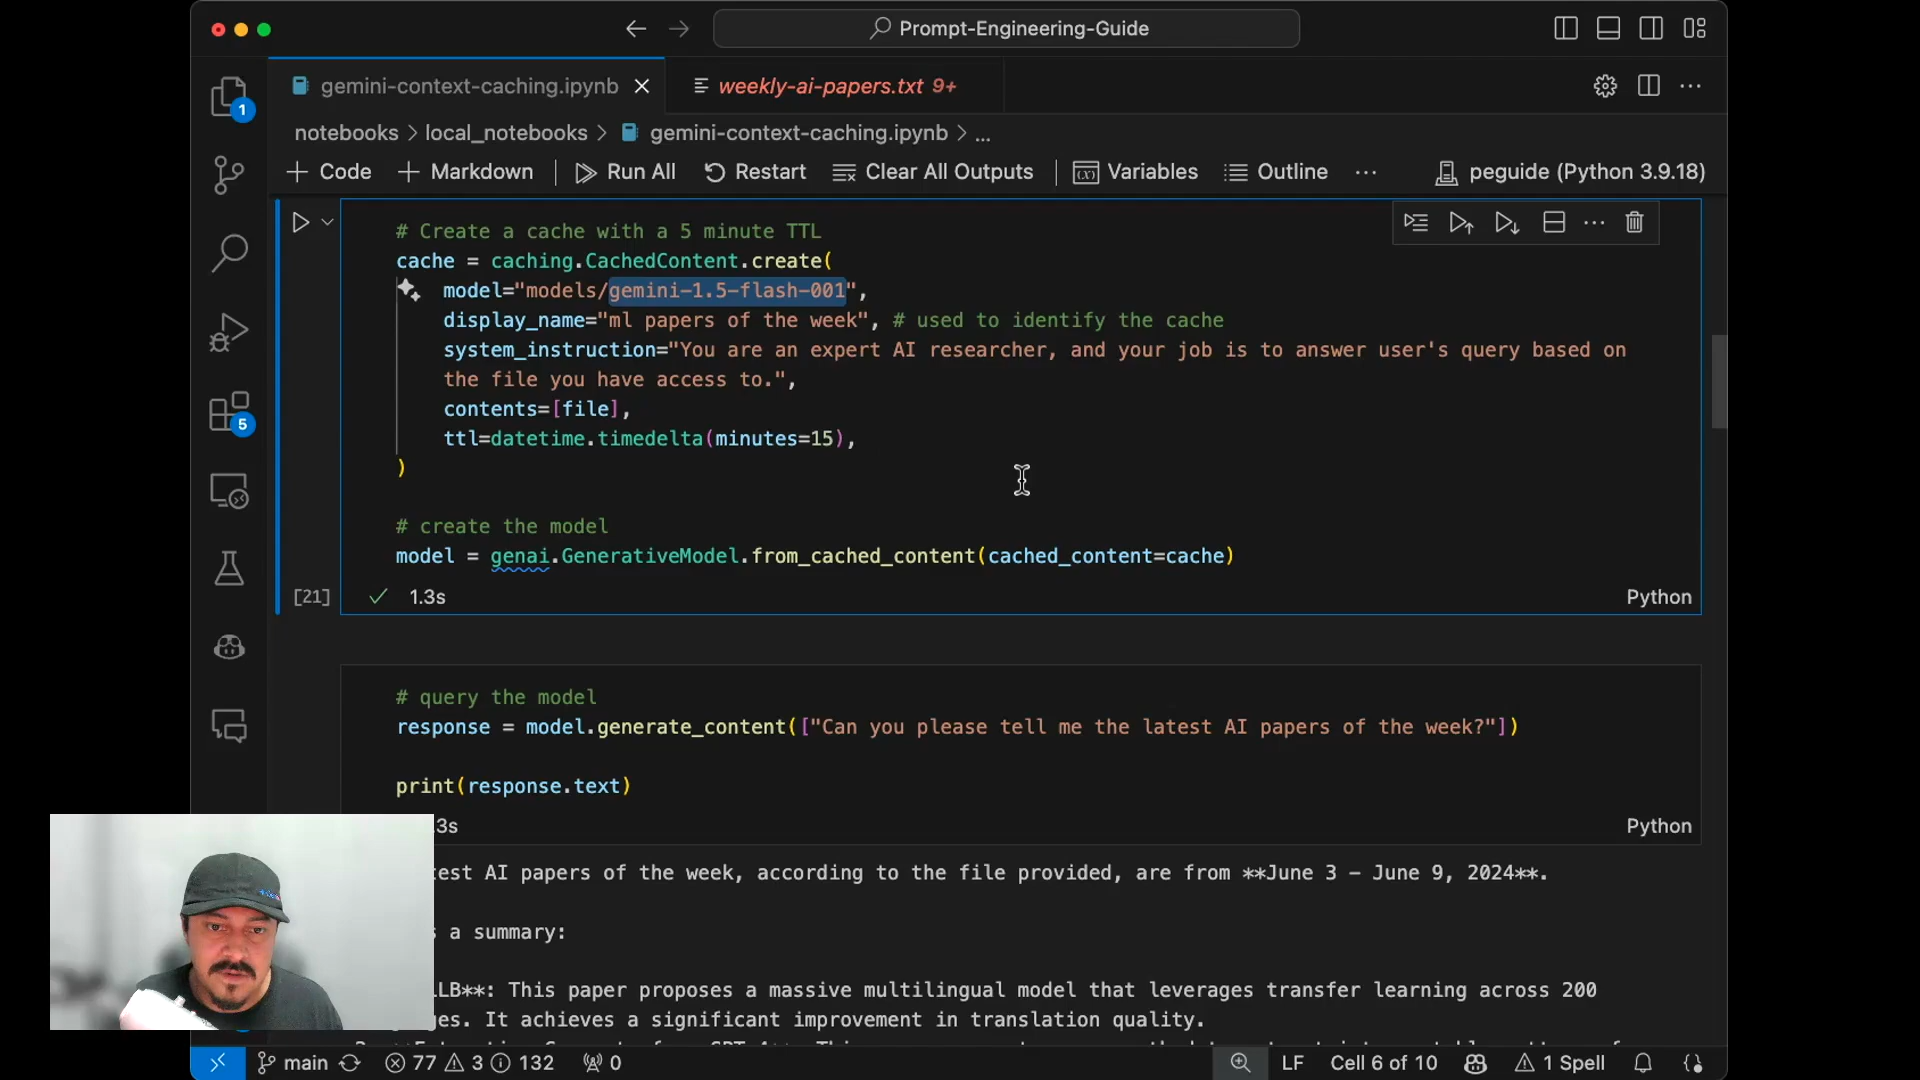 Prompt-Engineering-Guide
gemini-context-caching.ipynb
weekly-ai-papers.txt 9+
1
notebooks > local_notebooks > gemini-context-caching.ipynb > ...
Code Markdown Run All Restart Clear All Outputs Variables Outline ... peguide (Python 3.9.18)
# Create a cache with a 5 minute TTL
cache = caching.CachedContent.create(
model="models/gemini-1.5-flash-001",
display_name="ml papers of the week", # used to identify the cache
system_instruction="You are an expert AI researcher, and your job is to answer user's query based on
the file you have access to.",
contents=[file],
5
ttl=datetime.timedelta(minutes=15),
)
# create the model
model = genai.GenerativeModel.from_cached_content(cached_content=cache)
[21] 1.3s Python
# query the model
response = model.generate_content(["Can you please tell me the latest AI papers of the week?"])
print(response.text)
3s Python
test AI papers of the week, according to the file provided, are from **June 3 – June 9, 2024**.
a summary:
LLB**: This paper proposes a massive multilingual model that leverages transfer learning across 200
ges. It achieves a significant improvement in translation quality.
main 77 3 132 0 LF Cell 6 of 10 1 Spell